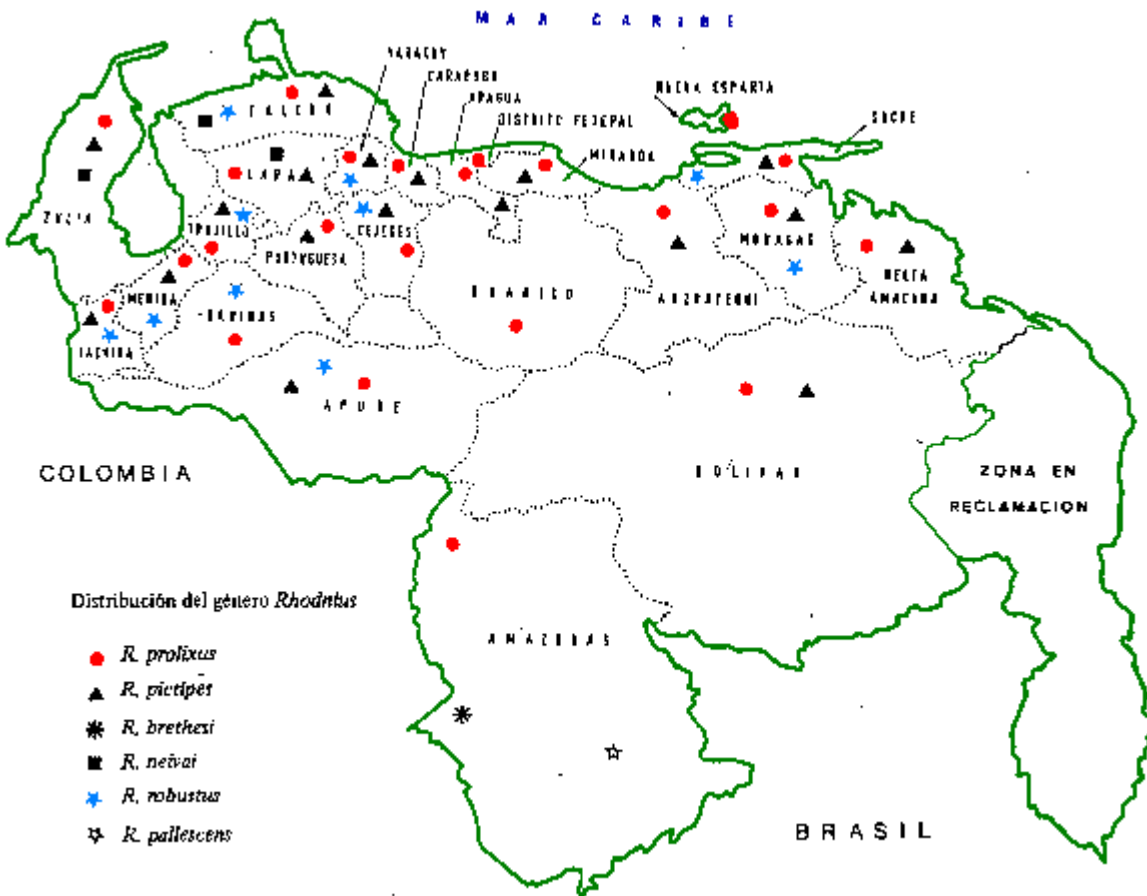 MAR CARIBE
YARACUY
CARABOBO
ARAGUA
NUEVA ESPARTA
DISTRITO FEDERAL
SUCRE
MIRANDA
FALCON
LARA
ZULIA
TRUJILLO
COJEDES
PORTUGUESA
MONAGAS
MERIDA
BARINAS
GUARICO
ANZOATEGUI
DELTA
AMACURO
TACHIRA
APURE
COLOMBIA
BOLIVAR
ZONA EN
RECLAMACION
Distribución del género Rhodnius
AMAZONAS
R. prolixus
R. pictipes
R. brethesi
R. neivai
R. robustus
R. pallescens
BRASIL